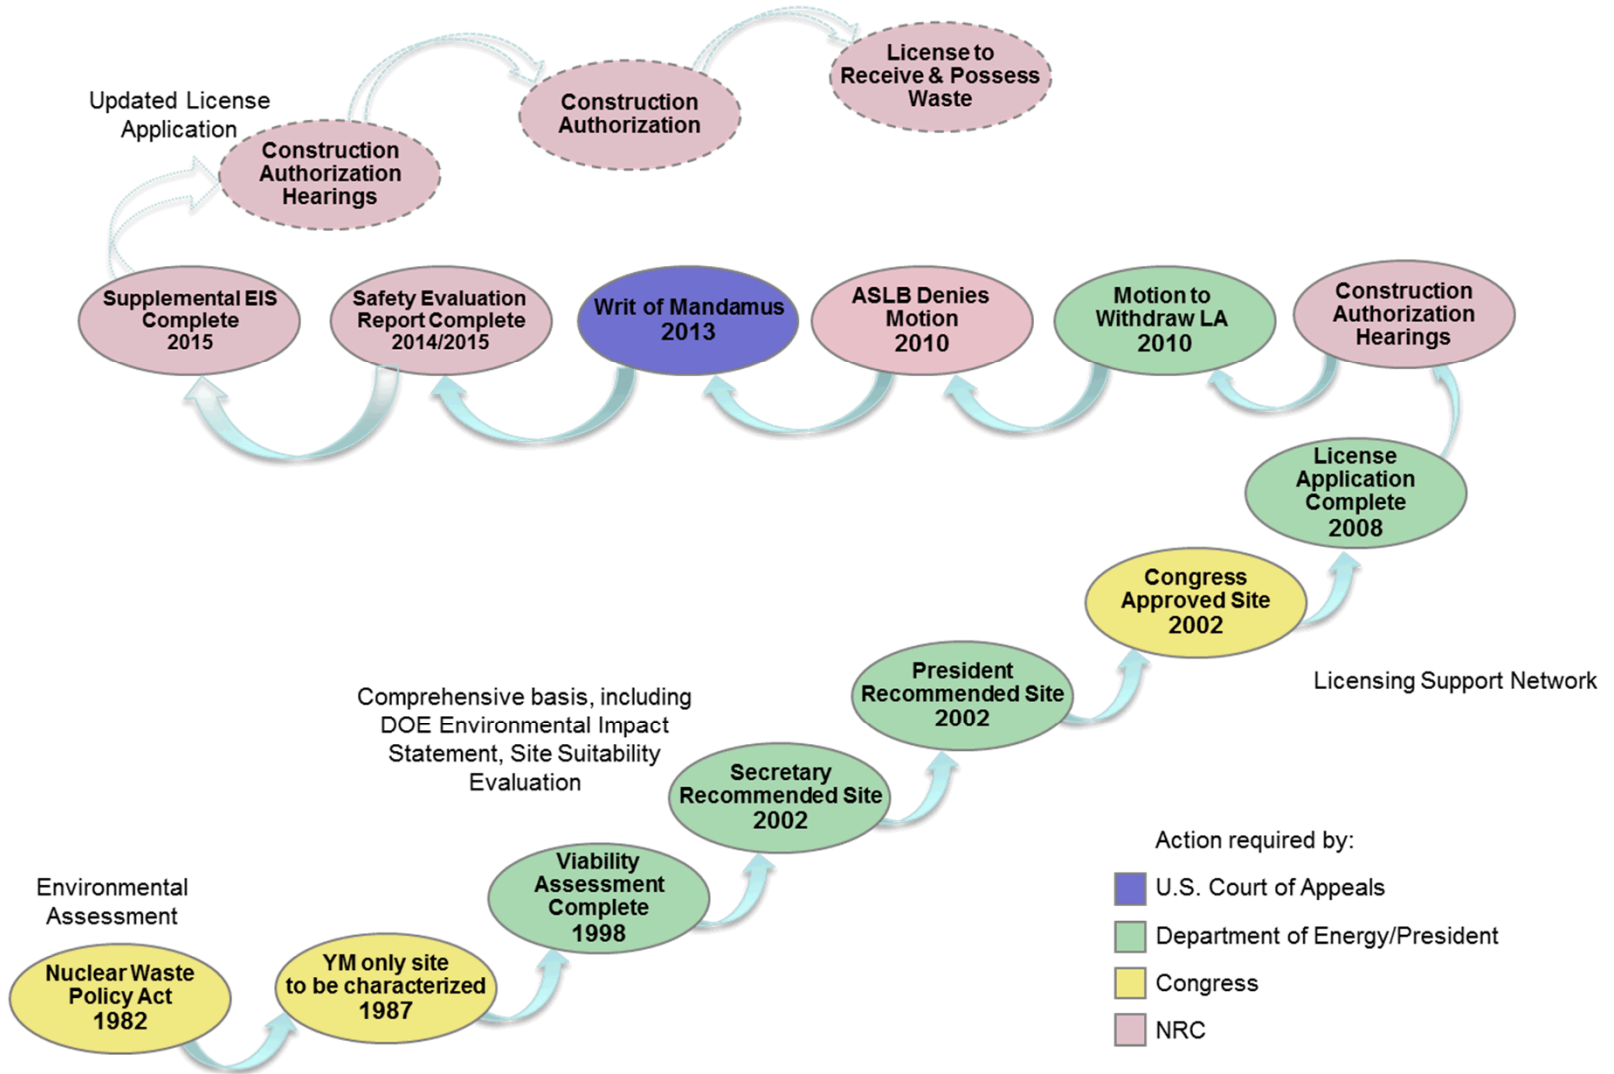 License to
Receive & Possess
Waste
Construction
Authorization
Updated License
Application
Construction
Authorization
Hearings
Supplemental EIS
Complete
2015
Safety Evaluation
Report Complete
2014/2015
Writ of Mandamus
2013
ASLB Denies
Motion
2010
Motion to
Withdraw LA
2010
Construction
Authorization
Hearings
License
Application
Complete
2008
Congress
Approved Site
2002
Licensing Support Network
President
Recommended Site
2002
Comprehensive basis, including
DOE Environmental Impact
Statement, Site Suitability
Evaluation
Secretary
Recommended Site
2002
Viability
Assessment
Complete
1998
Environmental
Assessment
Nuclear Waste
Policy Act
1982
YM only site
to be characterized
1987
Action required by:
U.S. Court of Appeals
Department of Energy/President
Congress
NRC